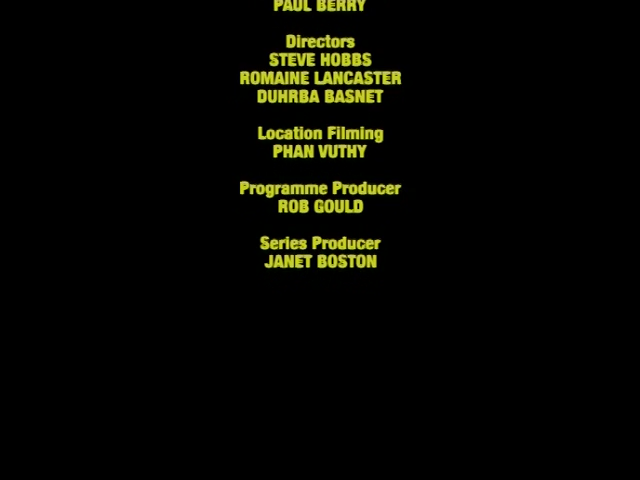 PAUL BERRY
Directors
STEVE HOBBS
ROMAINE LANCASTER
DUHRBA BASNET
Location Filming
PHAN VUTHY
Programme Producer
ROB GOULD
Series Producer
JANET BOSTON